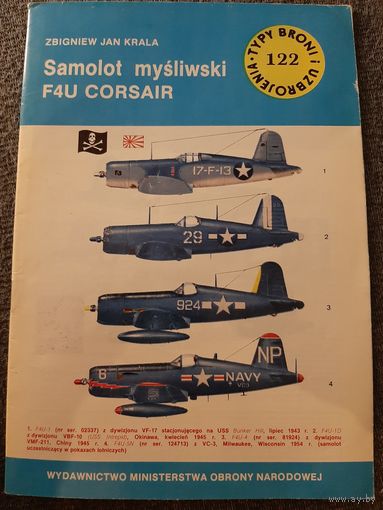 ZBIGNIEW JAN KRALA
Samolot myśliwski
F4U CORSAIR
TYPY BRONI i UZBROJENIA
122
17-F-13
1
29
2
924
3
6
NAVY
VC3
NP
4
1. F4U-1 (nr ser. 02337) z dywizjonu VF-17 stacjonującego na USS Bunker Hill, lipiec 1943 r. 2. F4U-1D
z dywizjonu VBF-10 (USS Intrepid), Okinawa, kwiecień 1945 r. 3. F4U-4 (nr ser. 81924) z dywizjonu
VMF-211, Chiny 1945 r. 4. F4U-5N (nr ser. 124713) z VC-3, Milwaukee, Wisconsin 1954 r. (samolot
uczestniczący w pokazach lotniczych)
WYDAWNICTWO MINISTERSTWA OBRONY NARODOWEJ
ay.by